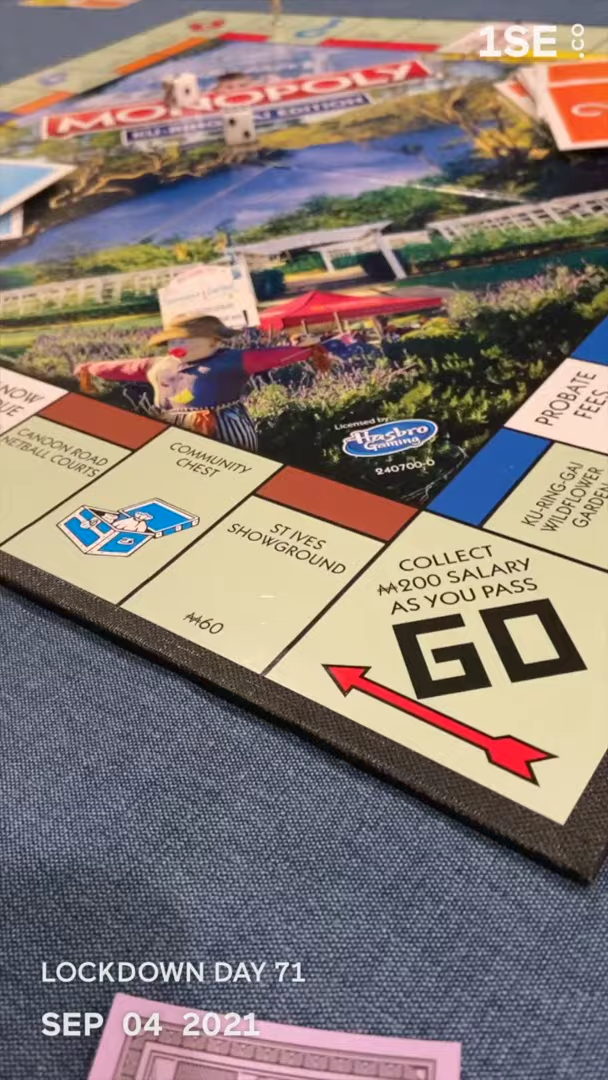 1SE.CO
MONOPOLY
KU-RING-GAI EDITION
Licensed by:
Hasbro
Gaming
240700-0
PROBATE
FEES
KU-RING-GAI
WILDFLOWER
GARDEN
CANOON ROAD
NETBALL COURTS
COMMUNITY
CHEST
ST IVES
SHOWGROUND
₩60
COLLECT
₩200 SALARY
AS YOU PASS
GO
LOCKDOWN DAY 71
SEP 04 2021